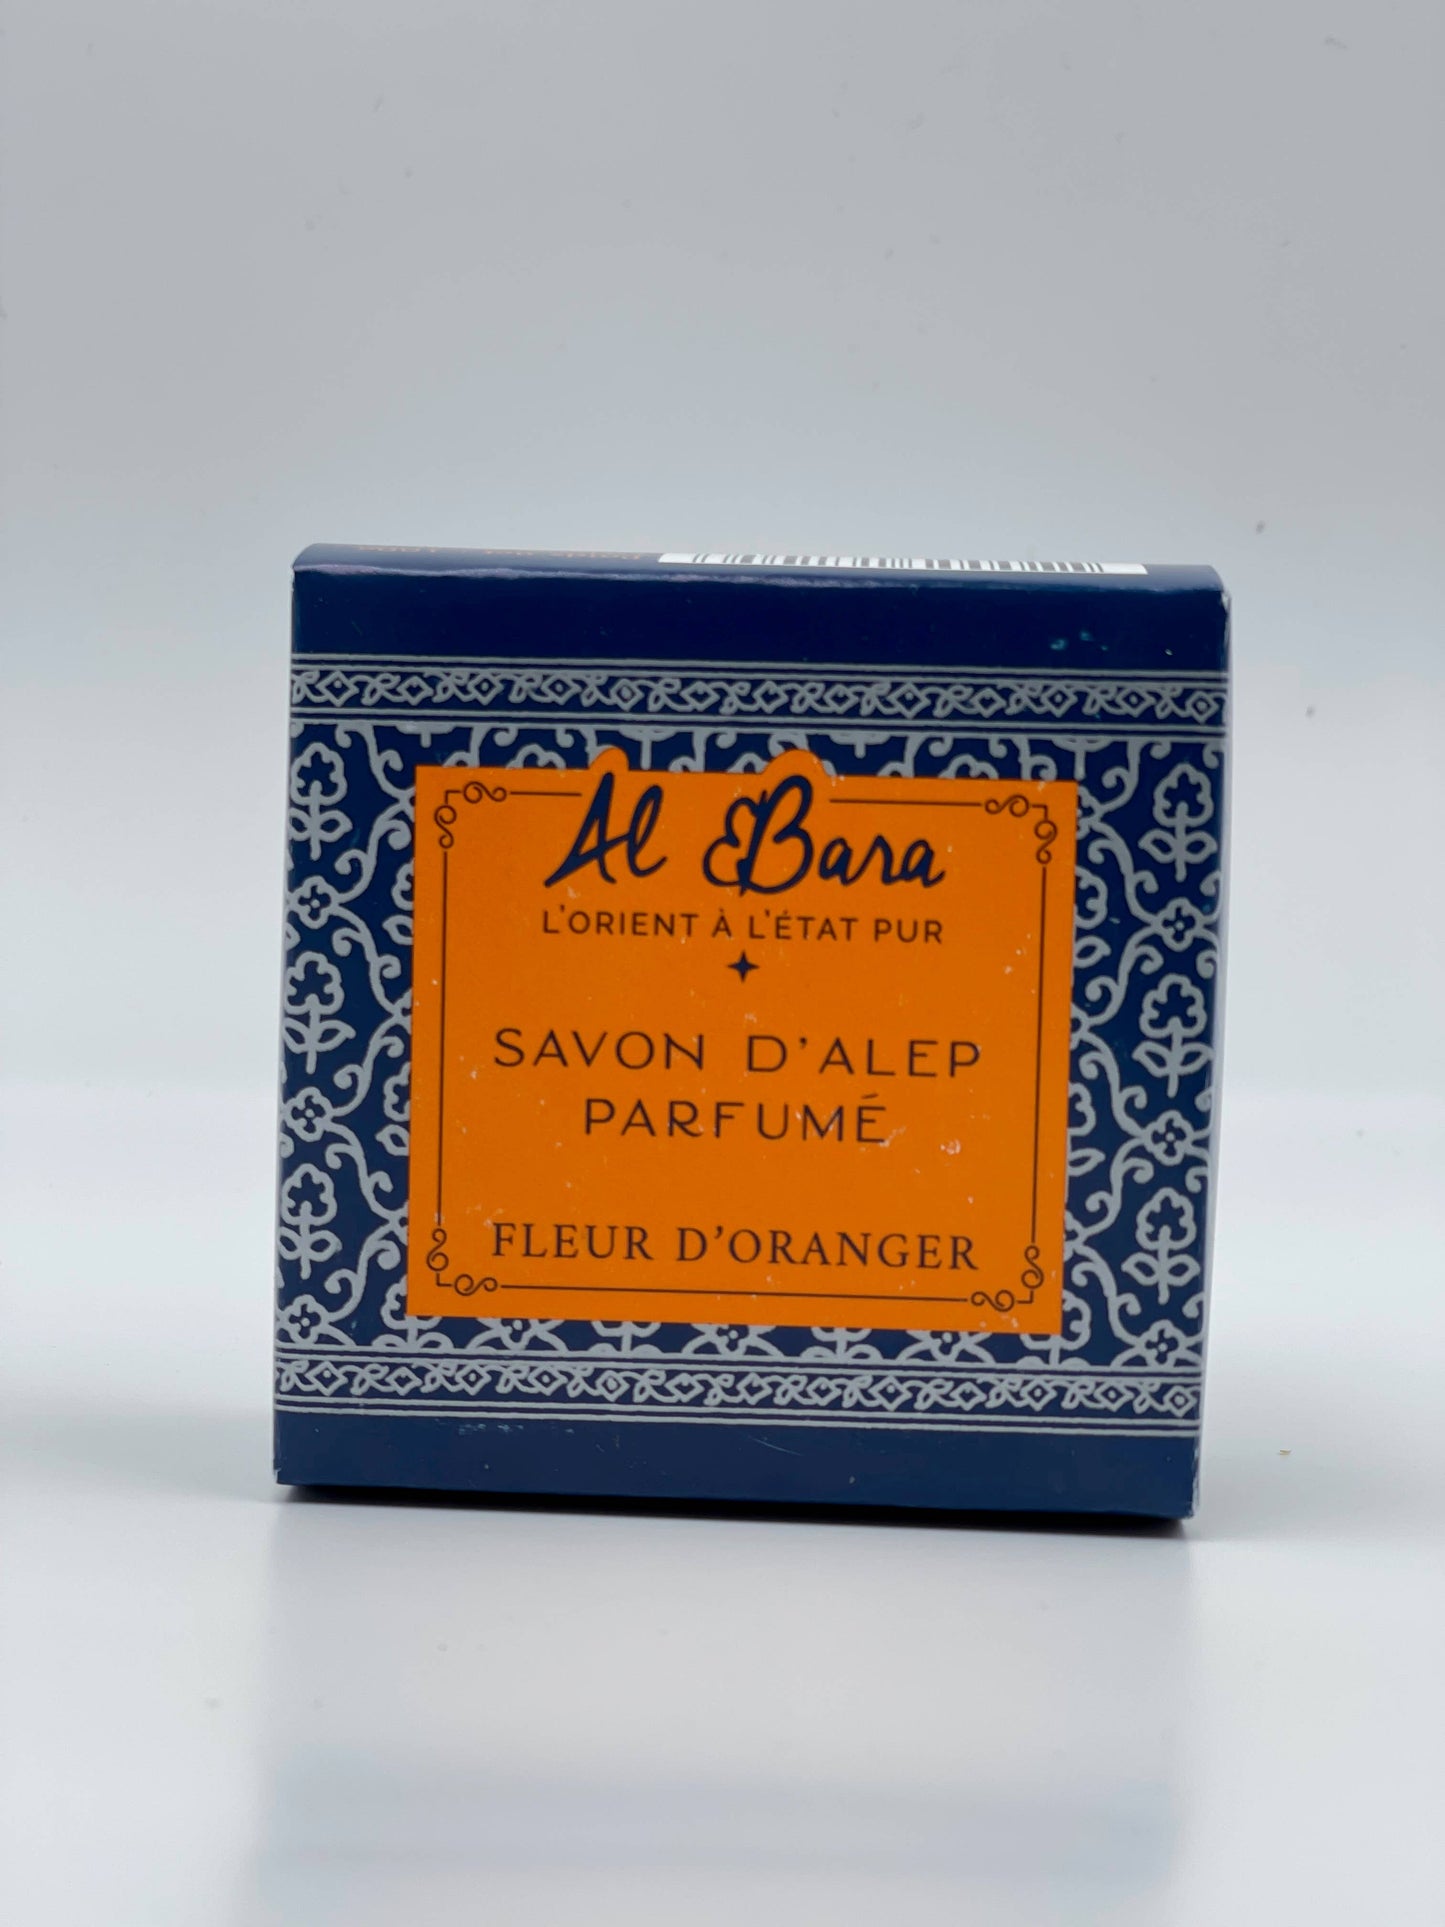 Al Bara
L'ORIENT À L'ÉTAT PUR
SAVON D'ALEP
PARFUMÉ
FLEUR D'ORANGER